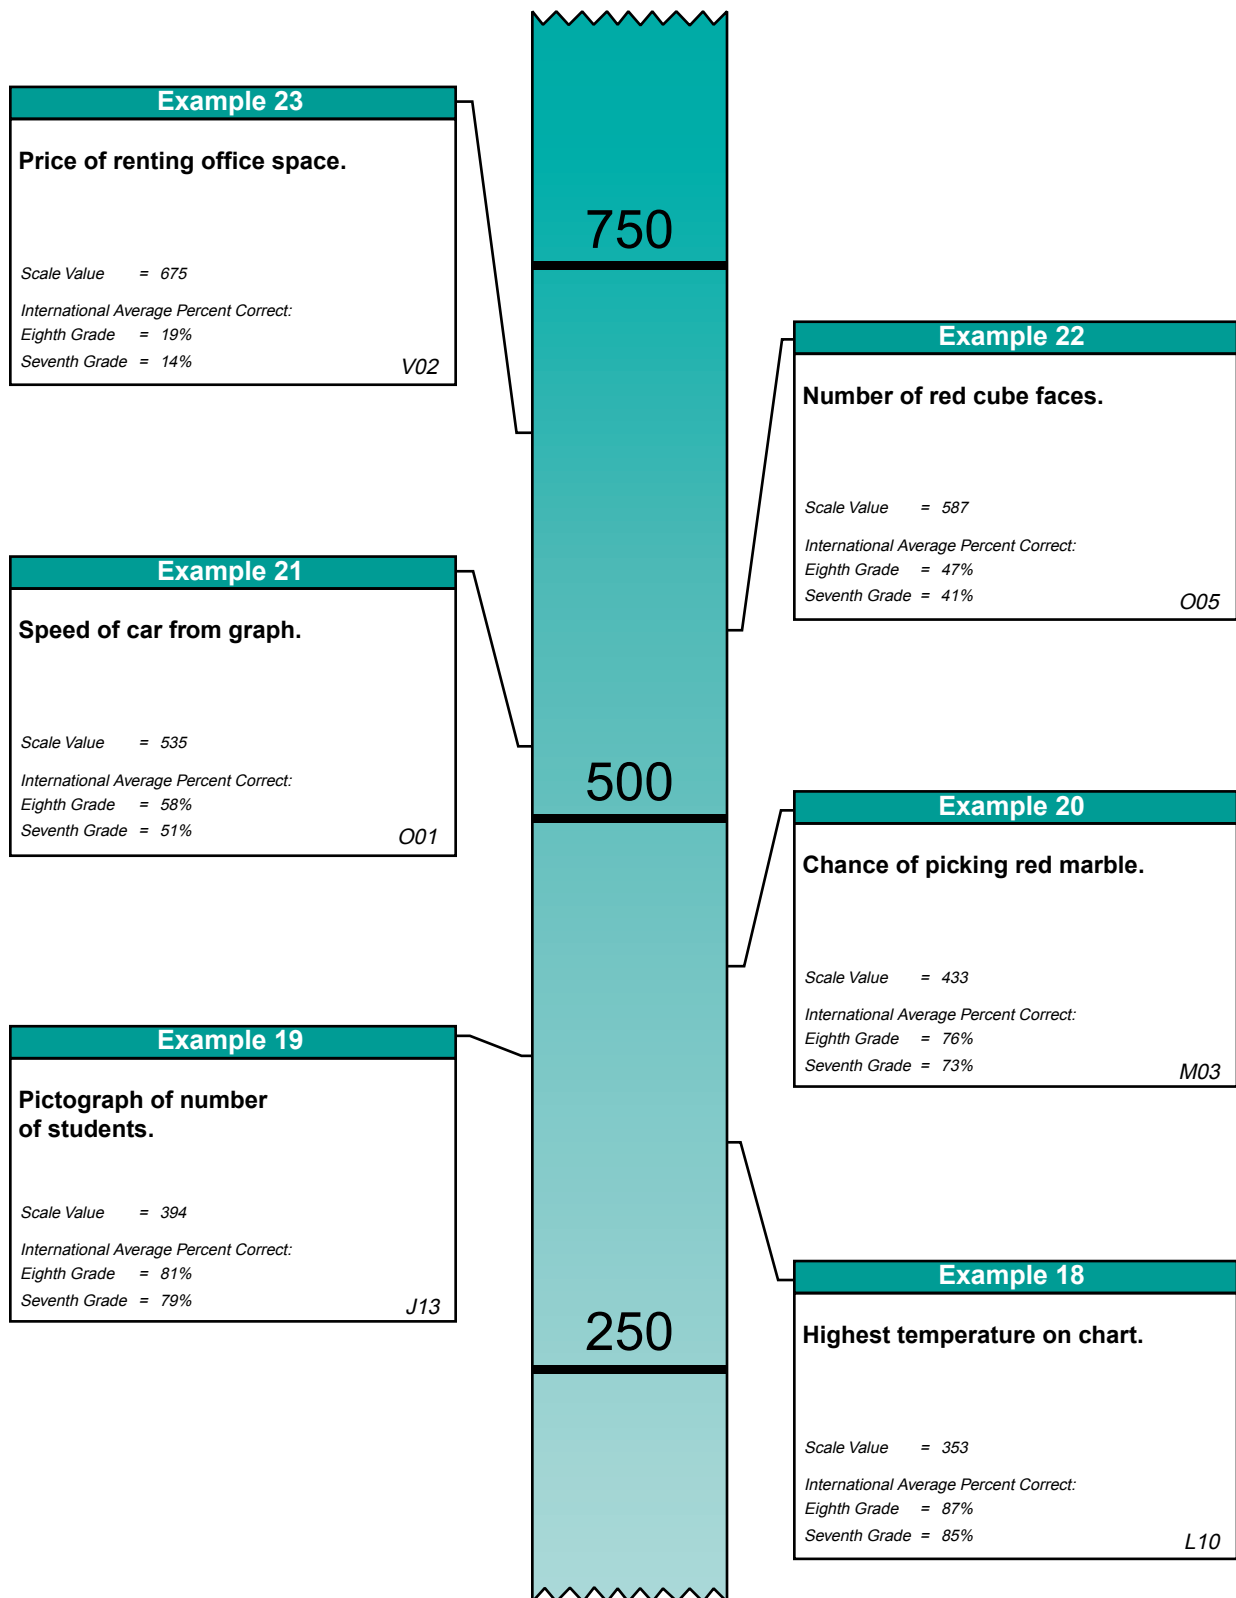 Example 23
Price of renting office space.
Scale Value = 675
International Average Percent Correct:
Eighth Grade = 19%
Seventh Grade = 14%
V02
750
Example 22
Number of red cube faces.
Scale Value = 587
International Average Percent Correct:
Eighth Grade = 47%
Seventh Grade = 41%
O05
Example 21
Speed of car from graph.
Scale Value = 535
International Average Percent Correct:
Eighth Grade = 58%
Seventh Grade = 51%
O01
500
Example 20
Chance of picking red marble.
Scale Value = 433
International Average Percent Correct:
Eighth Grade = 76%
Seventh Grade = 73%
M03
Example 19
Pictograph of number
of students.
Scale Value = 394
International Average Percent Correct:
Eighth Grade = 81%
Seventh Grade = 79%
J13
250
Example 18
Highest temperature on chart.
Scale Value = 353
International Average Percent Correct:
Eighth Grade = 87%
Seventh Grade = 85%
L10